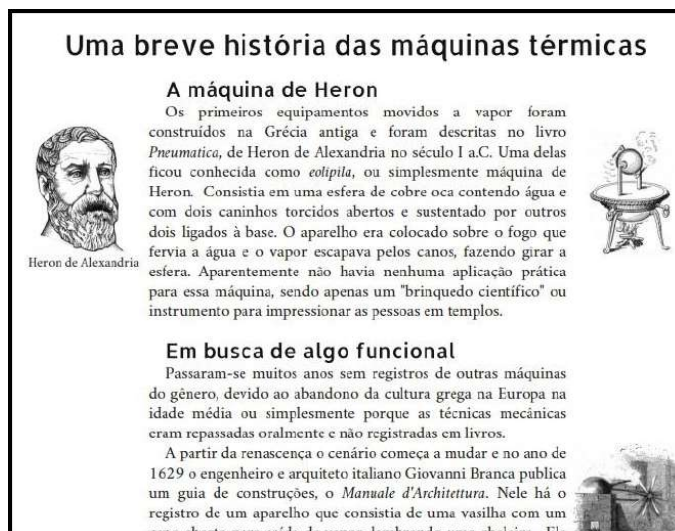 Uma breve história das máquinas térmicas
A máquina de Heron
Os primeiros equipamentos movidos a vapor foram
construídos na Grécia antiga e foram descritas no livro
Pneumatica, de Heron de Alexandria no século I a.C. Uma delas
ficou conhecida como eolipila, ou simplesmente máquina de
Heron. Consistia em uma esfera de cobre oca contendo água e
com dois caninhos torcidos abertos e sustentado por outros
dois ligados à base. O aparelho era colocado sobre o fogo que
fervia a água e o vapor escapava pelos canos, fazendo girar a
esfera. Aparentemente não havia nenhuma aplicação prática
para essa máquina, sendo apenas um "brinquedo científico" ou
instrumento para impressionar as pessoas em templos.
Heron de Alexandria
Em busca de algo funcional
Passaram-se muitos anos sem registros de outras máquinas
do gênero, devido ao abandono da cultura grega na Europa na
idade média ou simplesmente porque as técnicas mecânicas
eram repassadas oralmente e não registradas em livros.
A partir da renascença o cenário começa a mudar e no ano de
1629 o engenheiro e arquiteto italiano Giovanni Branca publica
um guia de construções, o Manuale d'Architettura. Nele há o
registro de um aparelho que consistia de uma vasilha com um